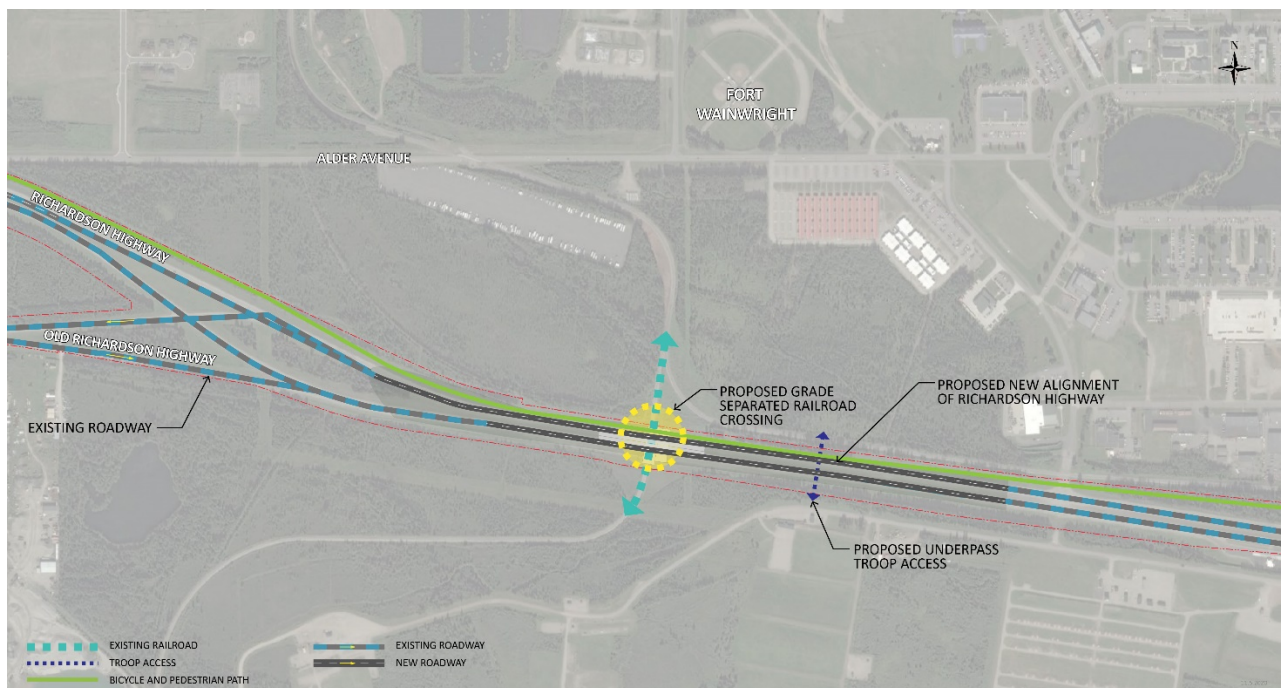 N
FORT
WAINWRIGHT
ALDER AVENUE
RICHARDSON HIGHWAY
OLD RICHARDSON HIGHWAY
EXISTING ROADWAY
PROPOSED GRADE
SEPARATED RAILROAD
CROSSING
PROPOSED NEW ALIGNMENT
OF RICHARDSON HIGHWAY
PROPOSED UNDERPASS
TROOP ACCESS
EXISTING RAILROAD
EXISTING ROADWAY
TROOP ACCESS
NEW ROADWAY
BICYCLE AND PEDESTRIAN PATH